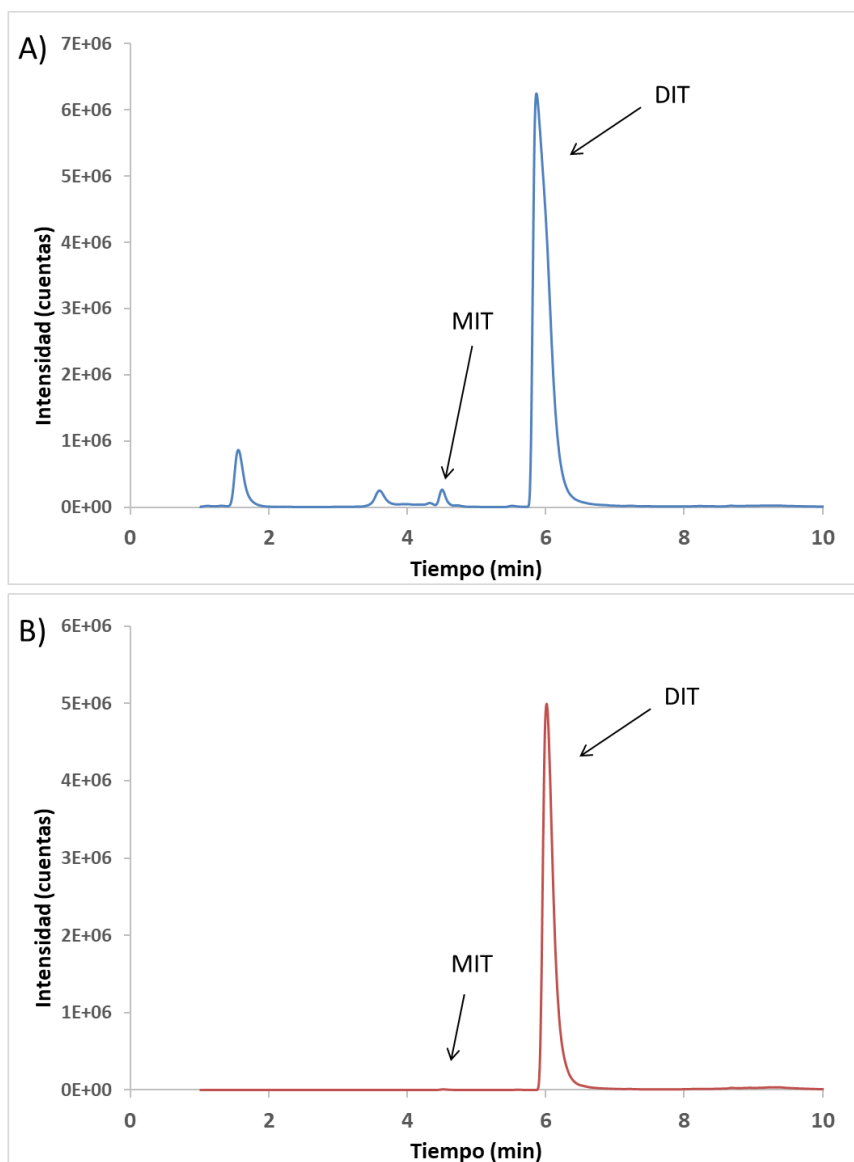 A)
7E+06
6E+06
5E+06
4E+06
3E+06
2E+06
1E+06
0E+00
Intensidad (cuentas)
DIT
MIT
0 2 4 6 8 10
Tiempo (min)
B)
6E+06
5E+06
4E+06
3E+06
2E+06
1E+06
0E+00
Intensidad (cuentas)
DIT
MIT
0 2 4 6 8 10
Tiempo (min)